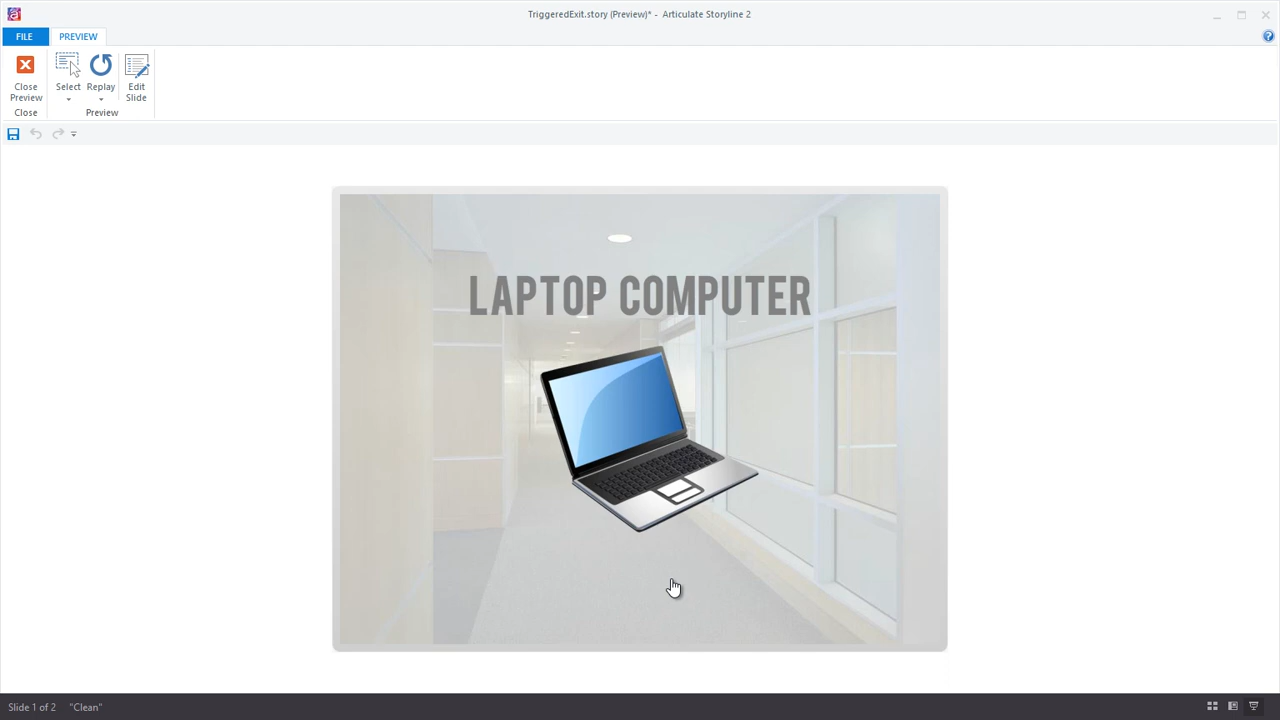 TriggeredExit.story (Preview)* - Articulate Storyline 2
FILE
PREVIEW
Close Preview
Select
Replay
Edit Slide
Close
Preview
LAPTOP COMPUTER
Slide 1 of 2
"Clean"